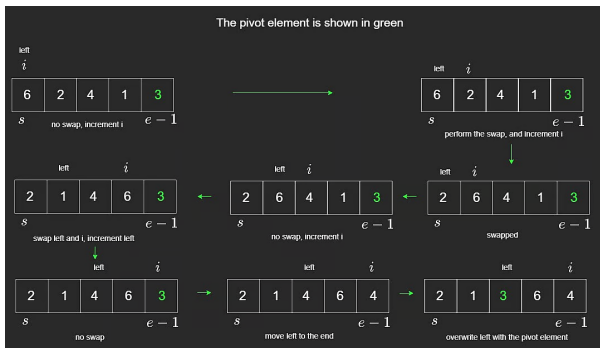 The pivot element is shown in green
left
i
6 2 4 1 3
s e − 1
no swap, increment i
left i
6 2 4 1 3
s e − 1
perform the swap, and increment i
left i
2 1 4 6 3
s e − 1
swap left and i, increment left
left i
2 6 4 1 3
s e − 1
no swap, increment i
left i
2 6 4 1 3
s e − 1
swapped
left i
2 1 4 6 3
s e − 1
no swap
left i
2 1 4 6 4
s e − 1
move left to the end
left i
2 1 3 6 4
s e − 1
overwrite left with the pivot element